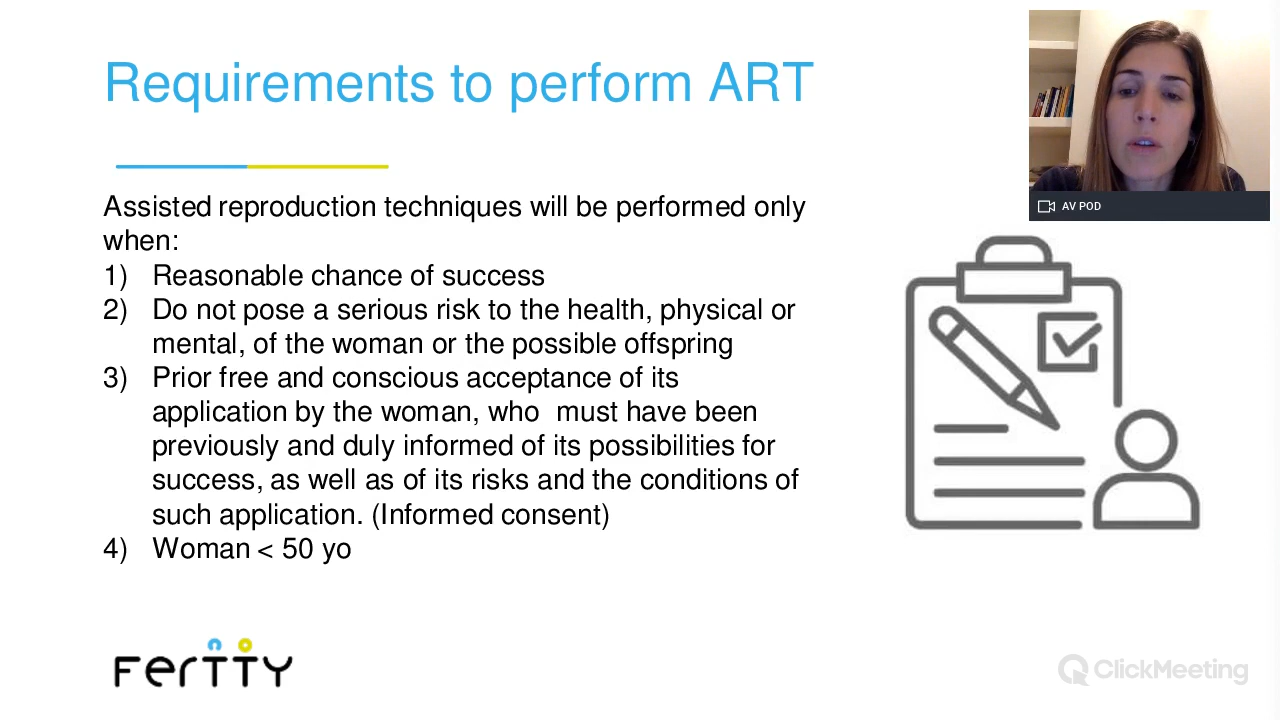 Requirements to perform ART
AV POD
Assisted reproduction techniques will be performed only
when:
1) Reasonable chance of success
2) Do not pose a serious risk to the health, physical or
mental, of the woman or the possible offspring
3) Prior free and conscious acceptance of its
application by the woman, who  must have been
previously and duly informed of its possibilities for
success, as well as of its risks and the conditions of
such application. (Informed consent)
4) Woman < 50 yo
Fertty
ClickMeeting